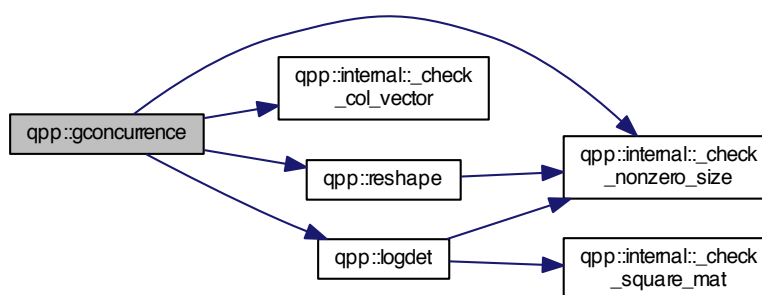 qpp::gconcurrence
qpp::internal::_check
_col_vector
qpp::reshape
qpp::logdet
qpp::internal::_check
_nonzero_size
qpp::internal::_check
_square_mat